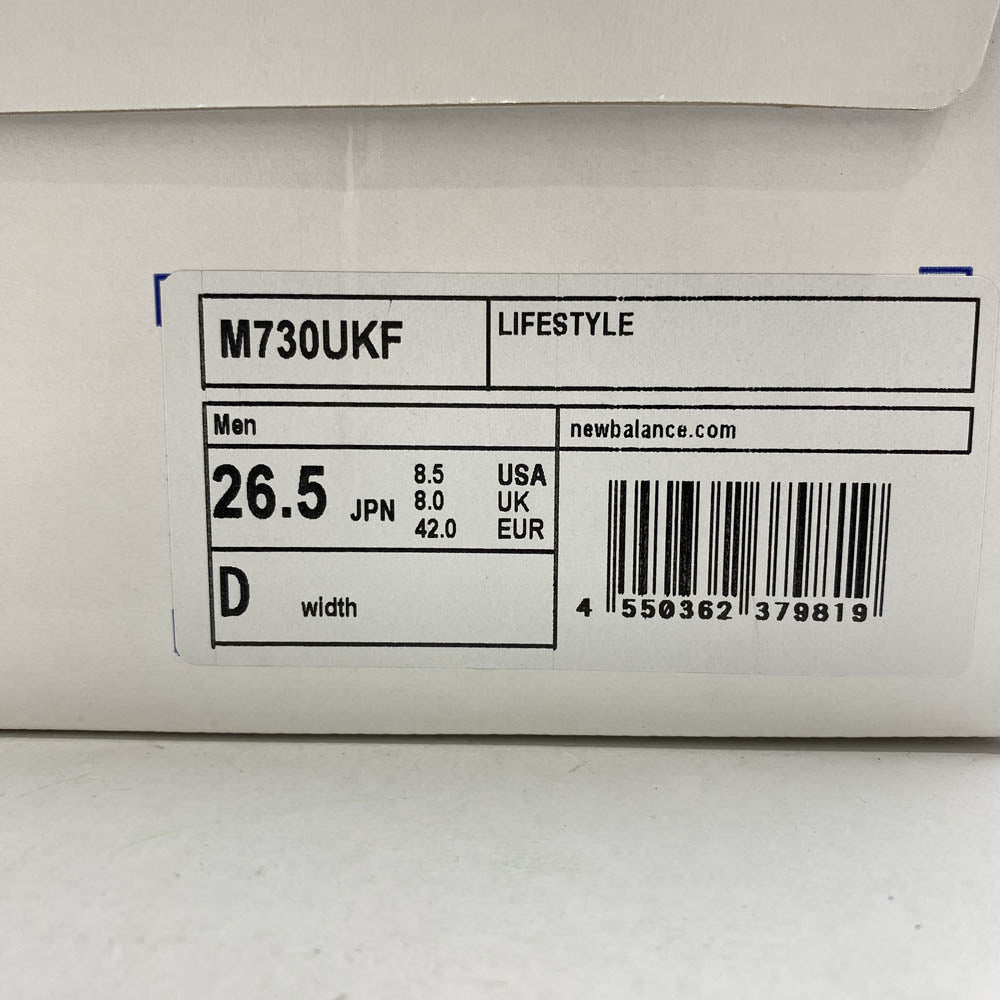 M730UKF
LIFESTYLE
Men
newbalance.com
26.5 JPN
8.5 USA
8.0 UK
42.0 EUR
D width
4 550362 379819